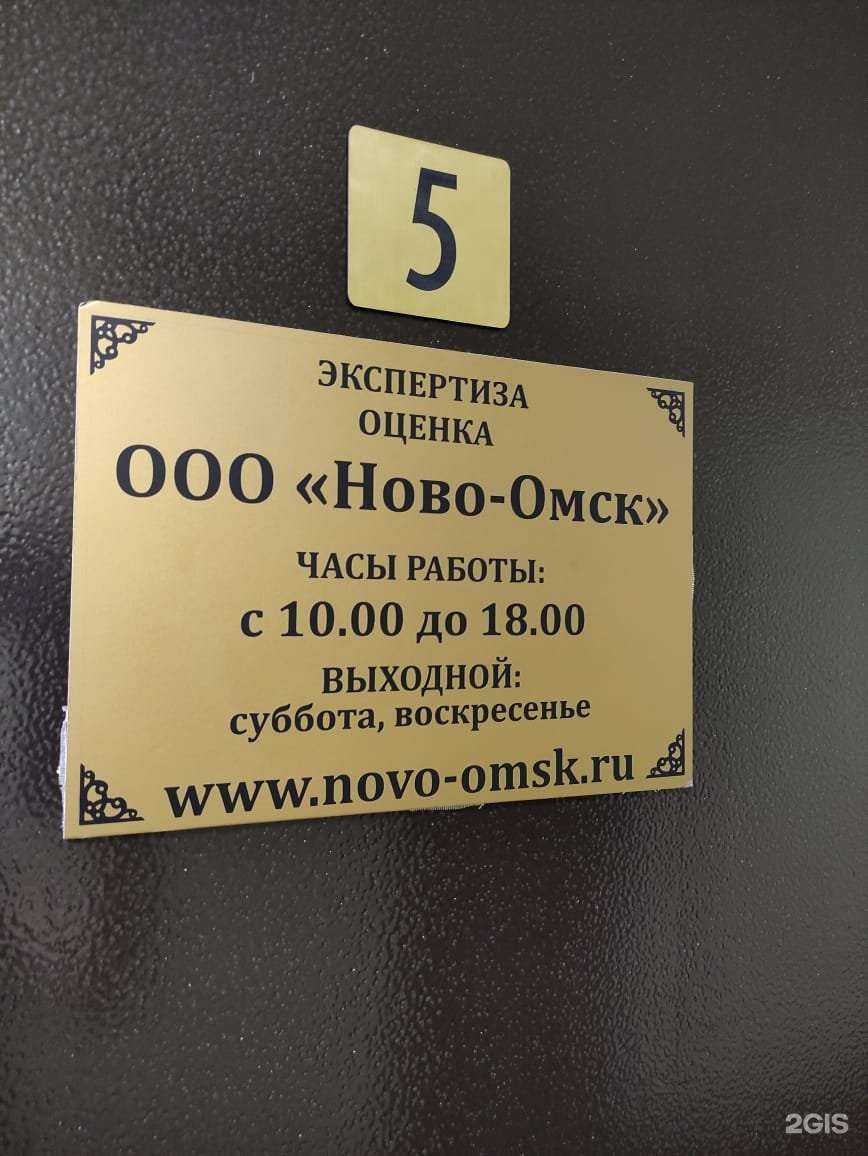 5
ЭКСПЕРТИЗА
ОЦЕНКА
ООО «Ново-Омск»
ЧАСЫ РАБОТЫ:
с 10.00 до 18.00
ВЫХОДНОЙ:
суббота, воскресенье
www.novo-omsk.ru
2GIS